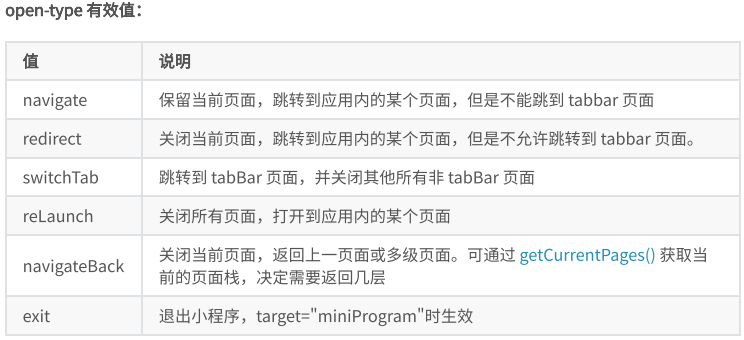 open-type 有效值：
值 说明
navigate 保留当前页面，跳转到应用内的某个页面，但是不能跳到 tabbar 页面
redirect 关闭当前页面，跳转到应用内的某个页面，但是不允许跳转到 tabbar 页面。
switchTab 跳转到 tabBar 页面，并关闭其他所有非 tabBar 页面
reLaunch 关闭所有页面，打开到应用内的某个页面
navigateBack 关闭当前页面，返回上一页面或多级页面。可通过 getCurrentPages() 获取当
前的页面栈，决定需要返回几层
exit 退出小程序，target="miniProgram"时生效